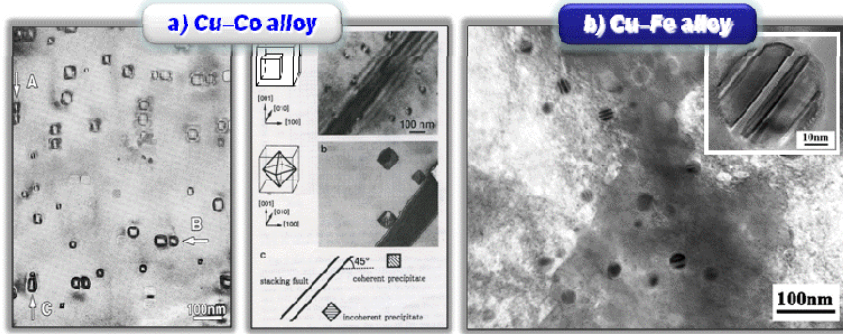 a) Cu–Co alloy
b) Cu–Fe alloy
A
B
C
100nm
[001]
[010]
[100]
100 nm
b
[001]
[010]
[100]
c
45°
stacking fault
coherent precipitate
incoherent precipitate
10nm
100nm